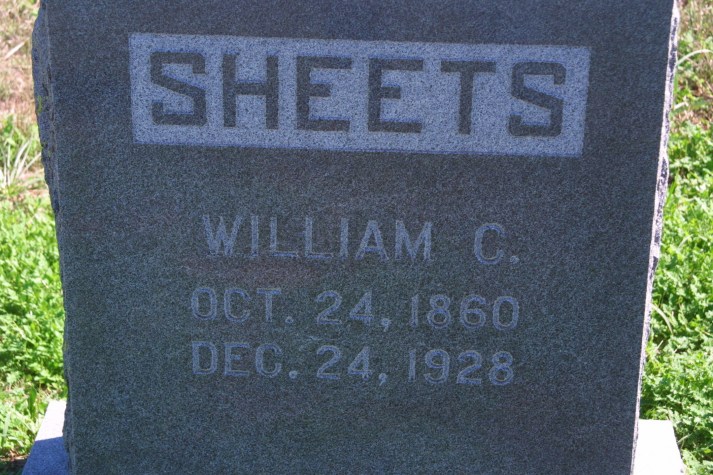 SHEETS
WILLIAM C.
OCT. 24, 1860
DEC. 24, 1928